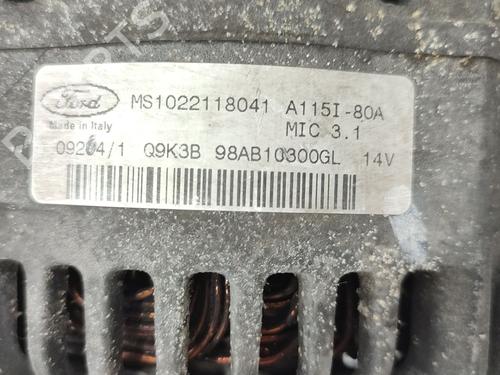 Ford MS1022118041 A115I-80A
Made in Italy MIC 3.1
09204/1 Q9K3B 98AB10300GL 14V